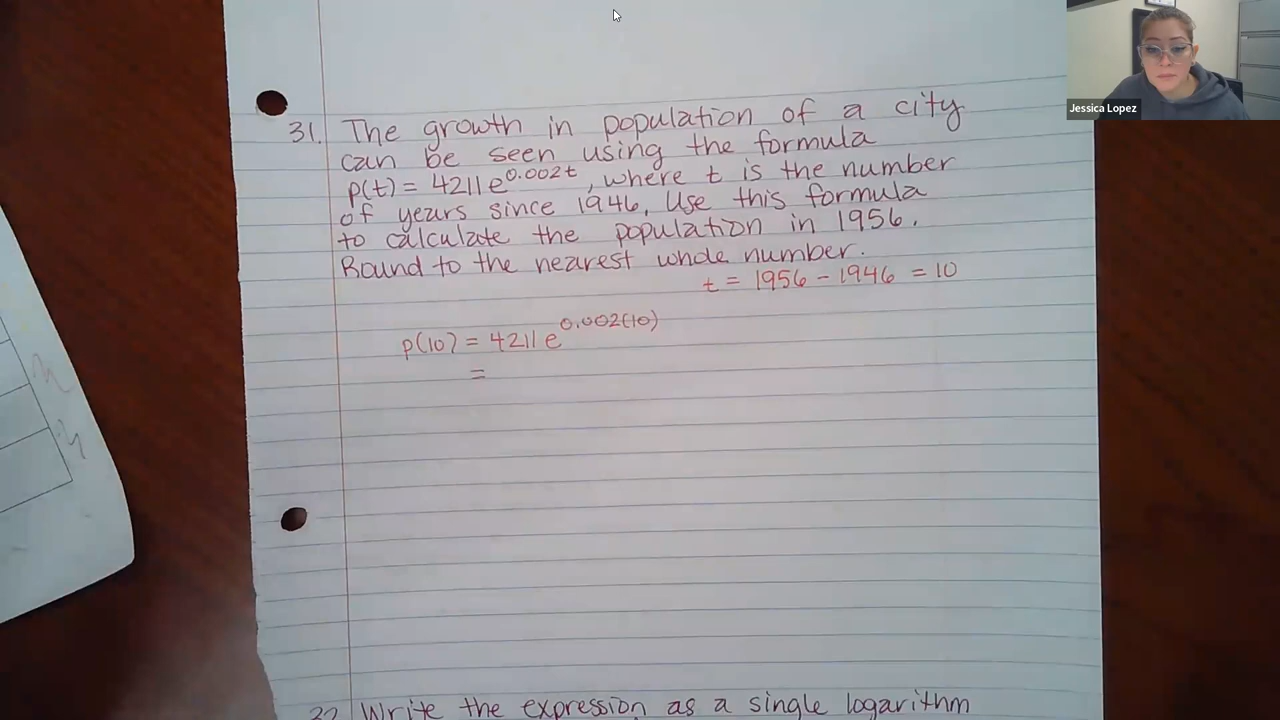 Jessica Lopez
31. The growth in population of a city
can be seen using the formula
p(t) = 4211e^0.002t, where t is the number
of years since 1946. Use this formula
to calculate the population in 1956.
Round to the nearest whole number.
t = 1956 - 1946 = 10
p(10) = 4211e^0.002(10)
=
32. Write the expression as a single logarithm